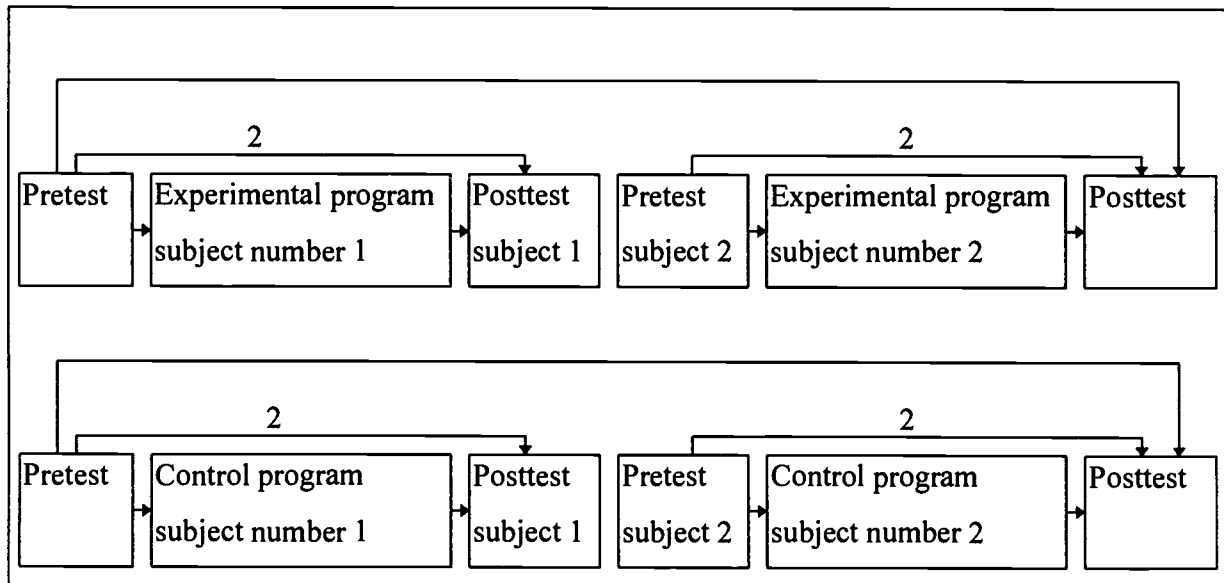 2
2
Pretest
Experimental program
subject number 1
Posttest
subject 1
Pretest
subject 2
Experimental program
subject number 2
Posttest
2
2
Pretest
Control program
subject number 1
Posttest
subject 1
Pretest
subject 2
Control program
subject number 2
Posttest